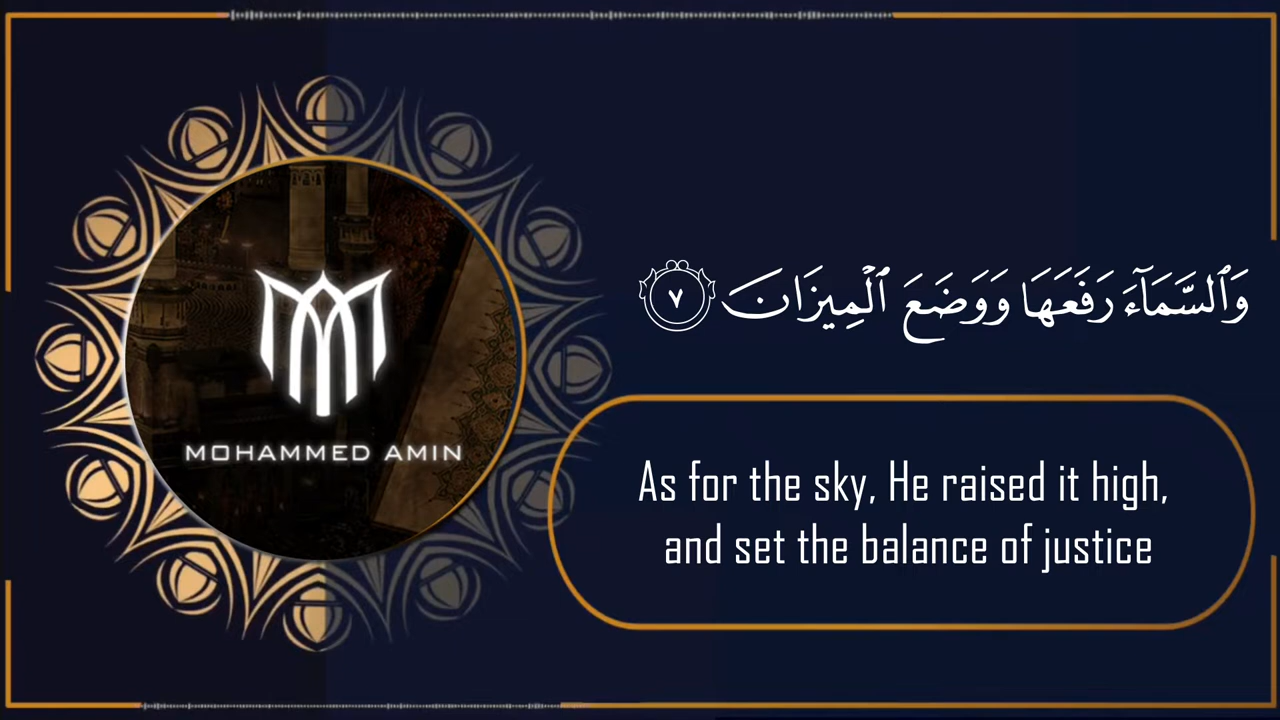 وَٱلسَّمَآءَ رَفَعَهَا وَوَضَعَ ٱلْمِيزَانَ ٧
As for the sky, He raised it high,
and set the balance of justice
MOHAMMED AMIN